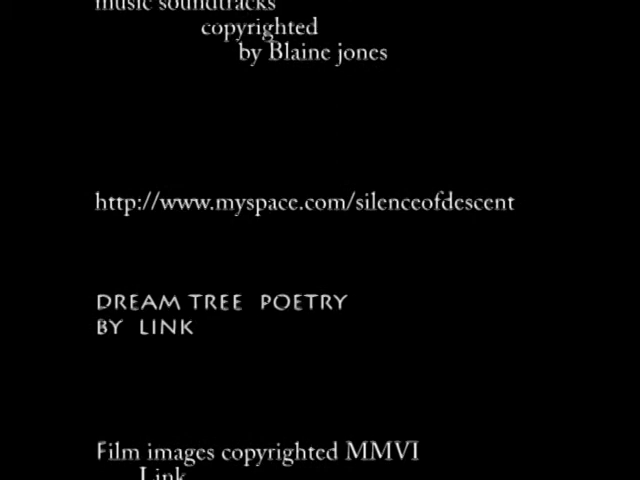 music soundtracks
copyrighted
by Blaine jones
http://www.myspace.com/silenceofdescent
DREAM TREE POETRY
BY LINK
Film images copyrighted MMVI
Link